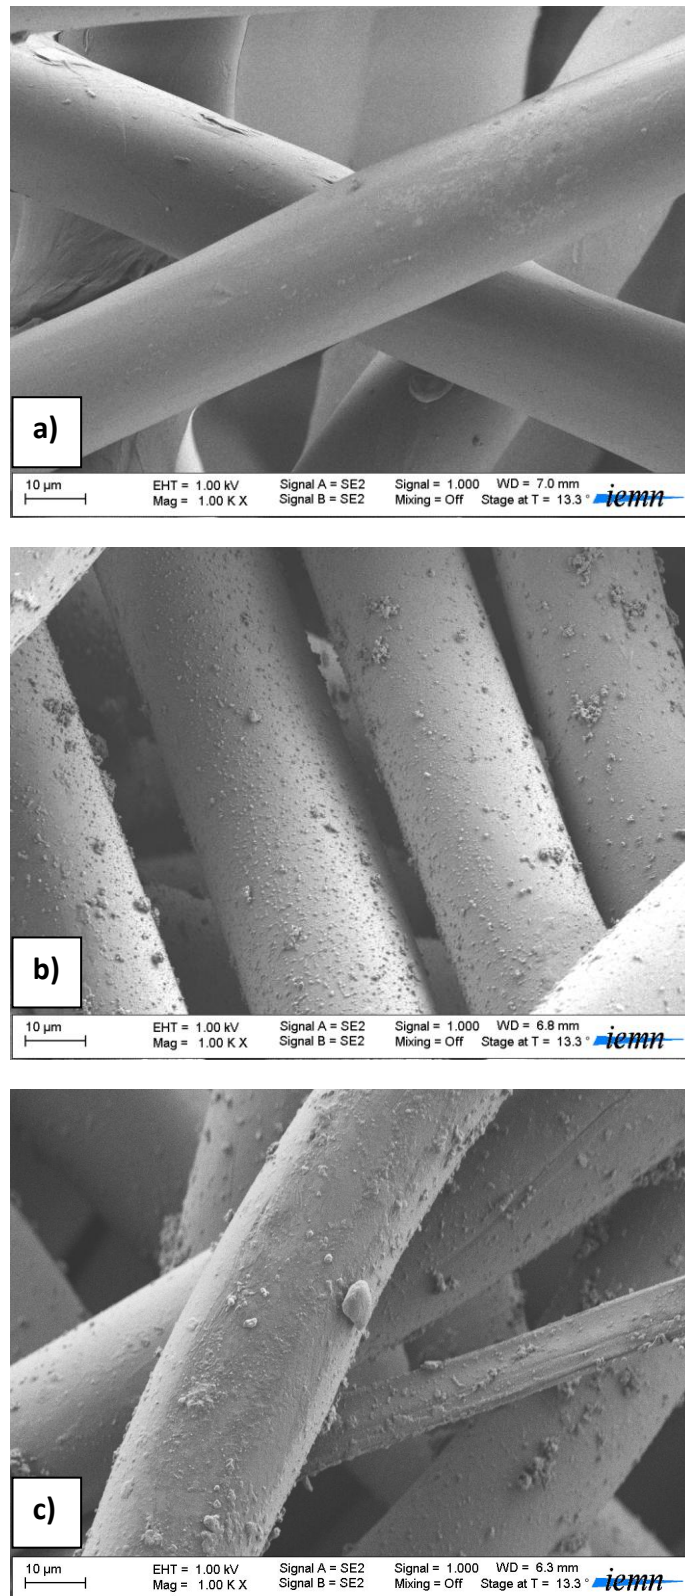 a)
10 µm EHT = 1.00 kV Signal A = SE2 Signal = 1.000 WD = 7.0 mm
Mag = 1.00 K X Signal B = SE2 Mixing = Off Stage at T = 13.3 ° iemn
b)
10 µm EHT = 1.00 kV Signal A = SE2 Signal = 1.000 WD = 6.8 mm
Mag = 1.00 K X Signal B = SE2 Mixing = Off Stage at T = 13.3 ° iemn
c)
10 µm EHT = 1.00 kV Signal A = SE2 Signal = 1.000 WD = 6.3 mm
Mag = 1.00 K X Signal B = SE2 Mixing = Off Stage at T = 13.3 ° iemn